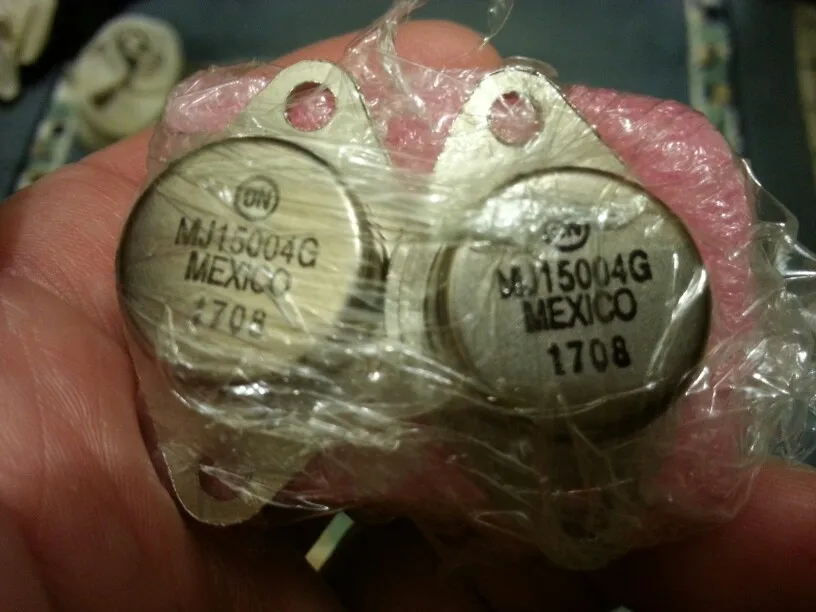 ON
MJ15004G
MEXICO
1708
ON
MJ15004G
MEXICO
1708